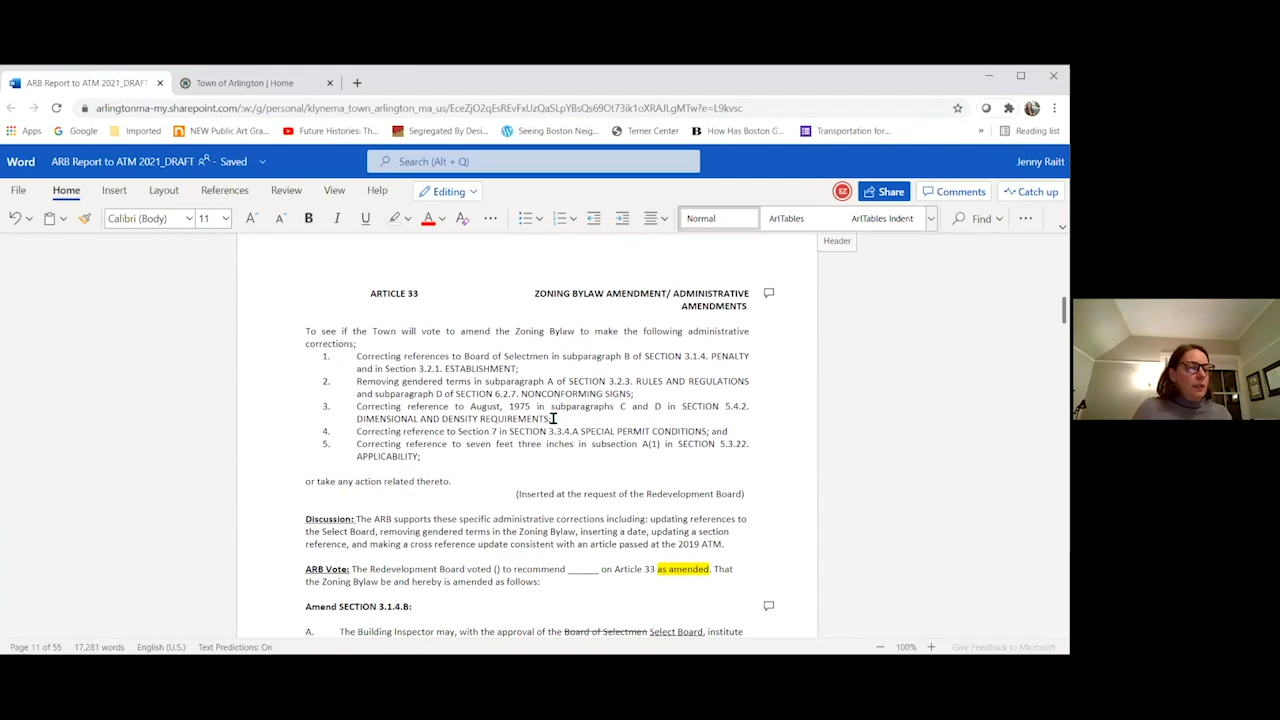 ARB Report to ATM 2021_DRAFT
Town of Arlington | Home
arlingtonma-my.sharepoint.com/:w:/g/personal/klynema_town_arlington_ma_us/EceZjO2qEsREvFxUzQaSLpYBsQs69Ot73ik1oXRAJLgMTw?e=L9kvsc
Apps Google Imported NEW Public Art Gra... Future Histories: Th... Segregated By Desi... Seeing Boston Neig... Terner Center How Has Boston G... Transportation for... » Reading list
Word ARB Report to ATM 2021_DRAFT - Saved Search (Alt + Q) Jenny Raitt
File Home Insert Layout References Review View Help Editing EZ Share Comments Catch up
Calibri (Body) 11 B I U Normal ArlTables ArlTables Indent Find
Header
ARTICLE 33 ZONING BYLAW AMENDMENT/ ADMINISTRATIVE
AMENDMENTS
To see if the Town will vote to amend the Zoning Bylaw to make the following administrative
corrections;
1. Correcting references to Board of Selectmen in subparagraph B of SECTION 3.1.4. PENALTY
and in Section 3.2.1. ESTABLISHMENT;
2. Removing gendered terms in subparagraph A of SECTION 3.2.3. RULES AND REGULATIONS
and subparagraph D of SECTION 6.2.7. NONCONFORMING SIGNS;
3. Correcting reference to August, 1975 in subparagraphs C and D in SECTION 5.4.2.
DIMENSIONAL AND DENSITY REQUIREMENTS;
4. Correcting reference to Section 7 in SECTION 3.3.4.A SPECIAL PERMIT CONDITIONS; and
5. Correcting reference to seven feet three inches in subsection A(1) in SECTION 5.3.22.
APPLICABILITY;
or take any action related thereto.
(Inserted at the request of the Redevelopment Board)
Discussion: The ARB supports these specific administrative corrections including: updating references to
the Select Board, removing gendered terms in the Zoning Bylaw, inserting a date, updating a section
reference, and making a cross reference update consistent with an article passed at the 2019 ATM.
ARB Vote: The Redevelopment Board voted () to recommend ______ on Article 33 as amended. That
the Zoning Bylaw be and hereby is amended as follows:
Amend SECTION 3.1.4.B:
A. The Building Inspector may, with the approval of the Board of Selectmen Select Board, institute
Page 11 of 55 17,281 words English (U.S.) Text Predictions: On 100% Give Feedback to Microsoft